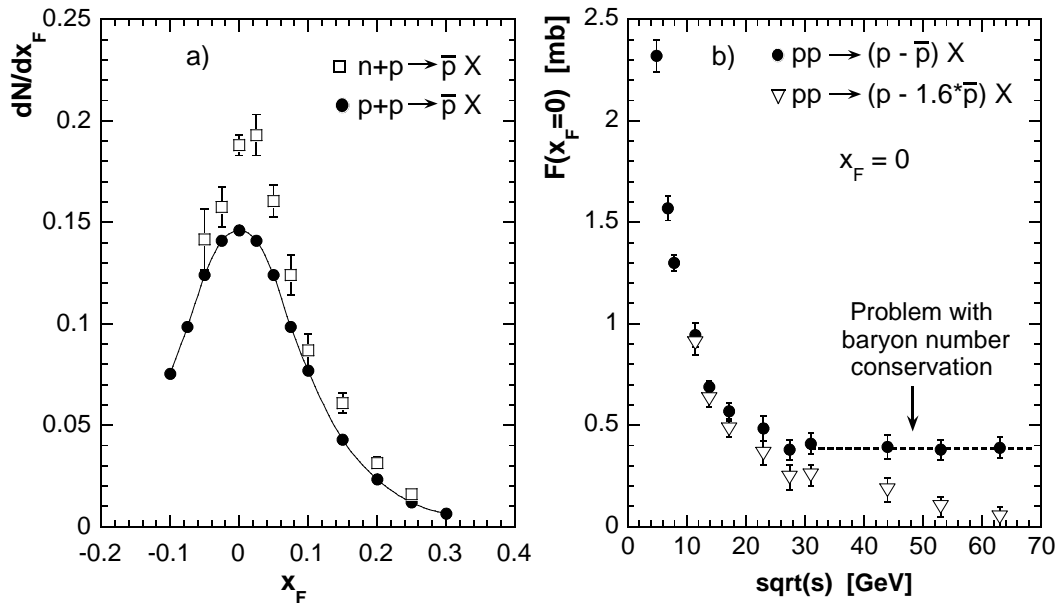 dN/dx_F
0.25
0.2
0.15
0.1
0.05
0
a)
n+p → p̅ X
p+p → p̅ X
-0.2
-0.1
0
0.1
0.2
0.3
0.4
x_F
F(x_F=0) [mb]
2.5
2
1.5
1
0.5
0
b)
pp → (p - p̅) X
pp → (p - 1.6*p̅) X
x_F = 0
Problem with
baryon number
conservation
0
10
20
30
40
50
60
70
sqrt(s) [GeV]